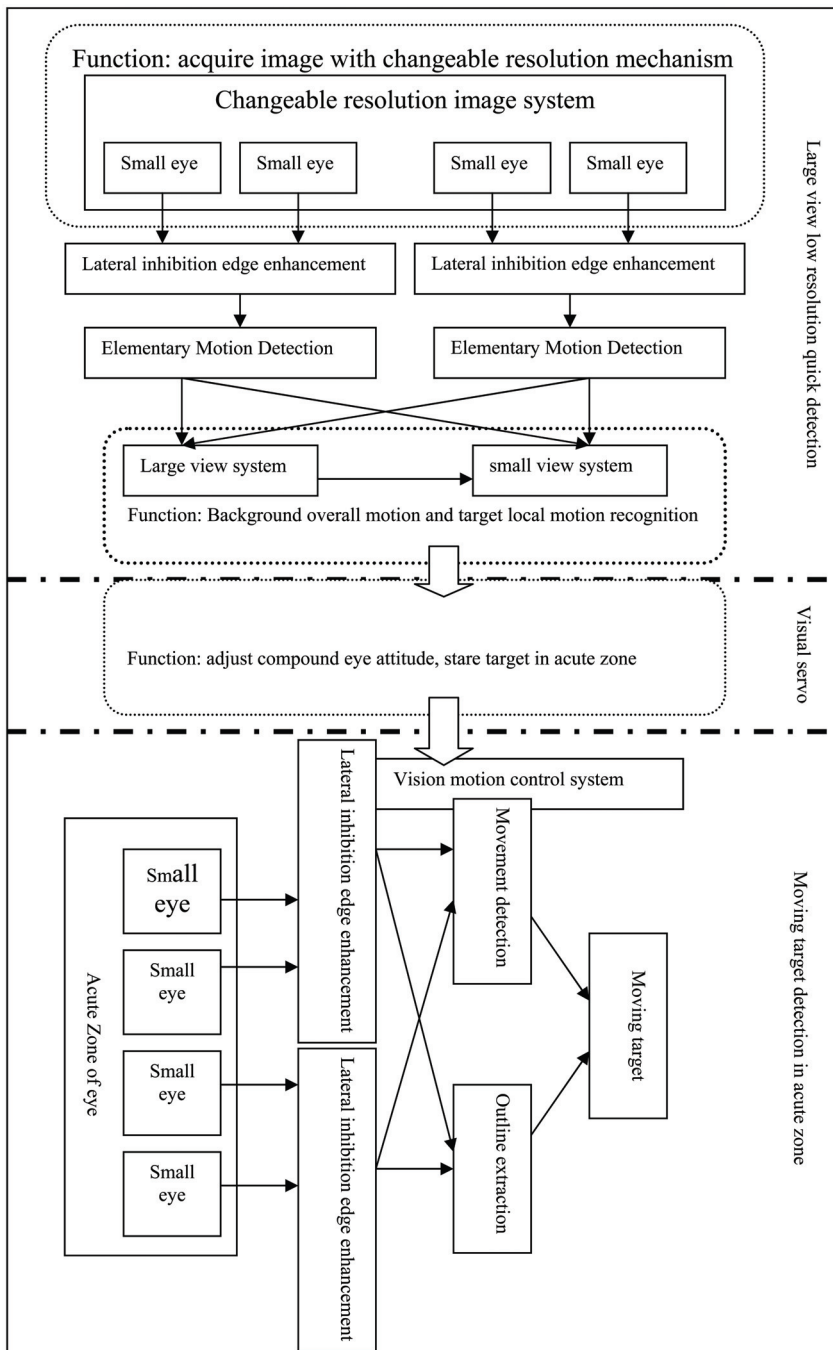 Function: acquire image with changeable resolution mechanism
Changeable resolution image system
Small eye
Small eye
Small eye
Small eye
Lateral inhibition edge enhancement
Lateral inhibition edge enhancement
Elementary Motion Detection
Elementary Motion Detection
Large view system
small view system
Function: Background overall motion and target local motion recognition
Large view low resolution quick detection
Function: adjust compound eye attitude, stare target in acute zone
Visual servo
Vision motion control system
Acute Zone of eye
Small
eye
Small
eye
Small
eye
Small
eye
Lateral inhibition edge enhancement
Lateral inhibition edge enhancement
Movement detection
Outline extraction
Moving target
Moving target detection in acute zone